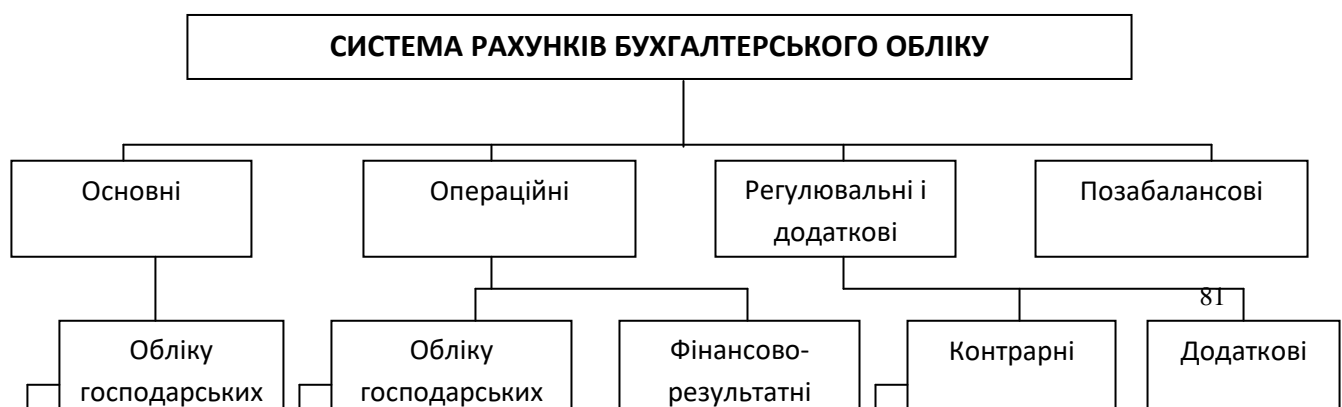 СИСТЕМА РАХУНКІВ БУХГАЛТЕРСЬКОГО ОБЛІКУ
Основні
Операційні
Регулювальні і
додаткові
Позабалансові
81
Обліку
господарських
Обліку
господарських
Фінансово-
результатні
Контрарні
Додаткові